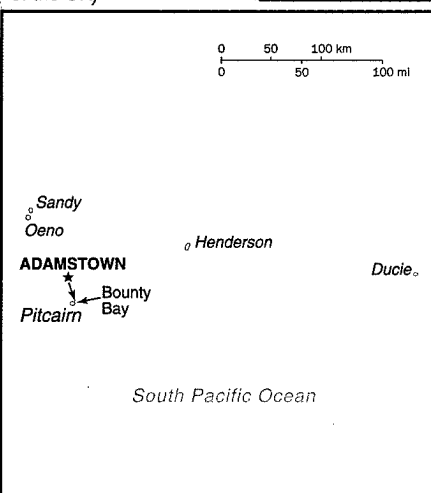 0 50 100 km
0 50 100 mi
Sandy
Oeno
Henderson
ADAMSTOWN
Ducie
Bounty
Bay
Pitcairn
South Pacific Ocean